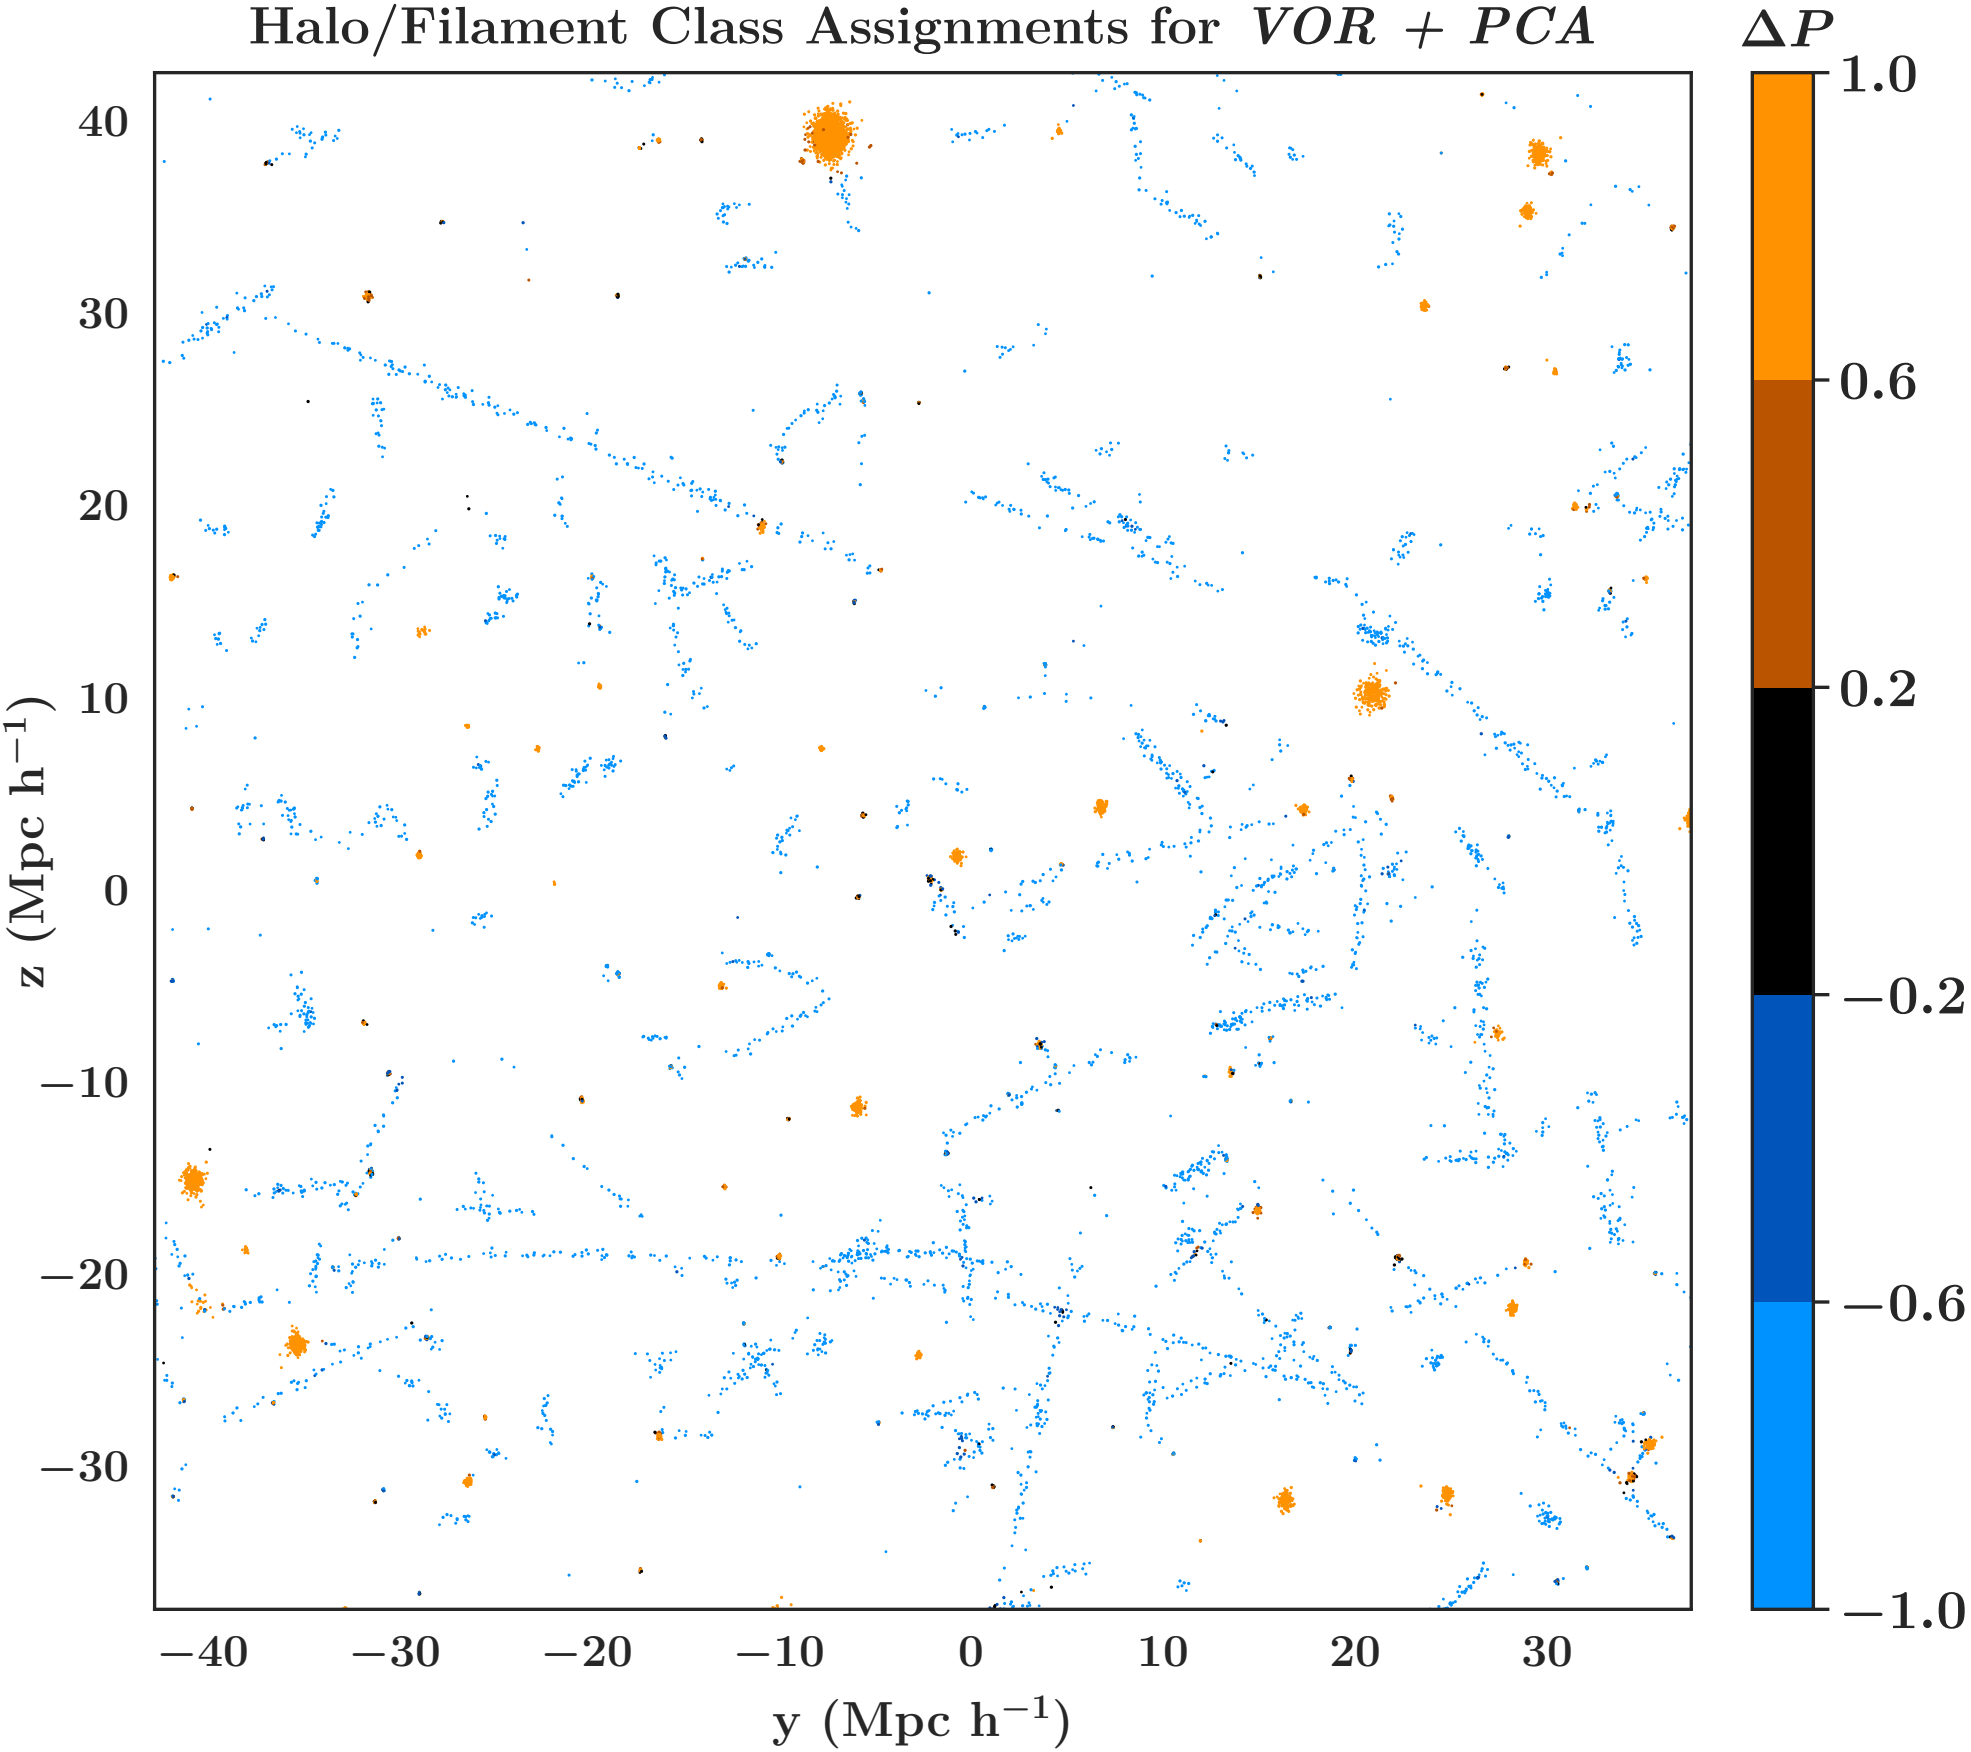 Halo/Filament Class Assignments for VOR + PCA
ΔP
1.0
0.6
0.2
−0.2
−0.6
−1.0
40
30
20
10
0
−10
−20
−30
z (Mpc h⁻¹)
−40 −30 −20 −10 0 10 20 30
y (Mpc h⁻¹)